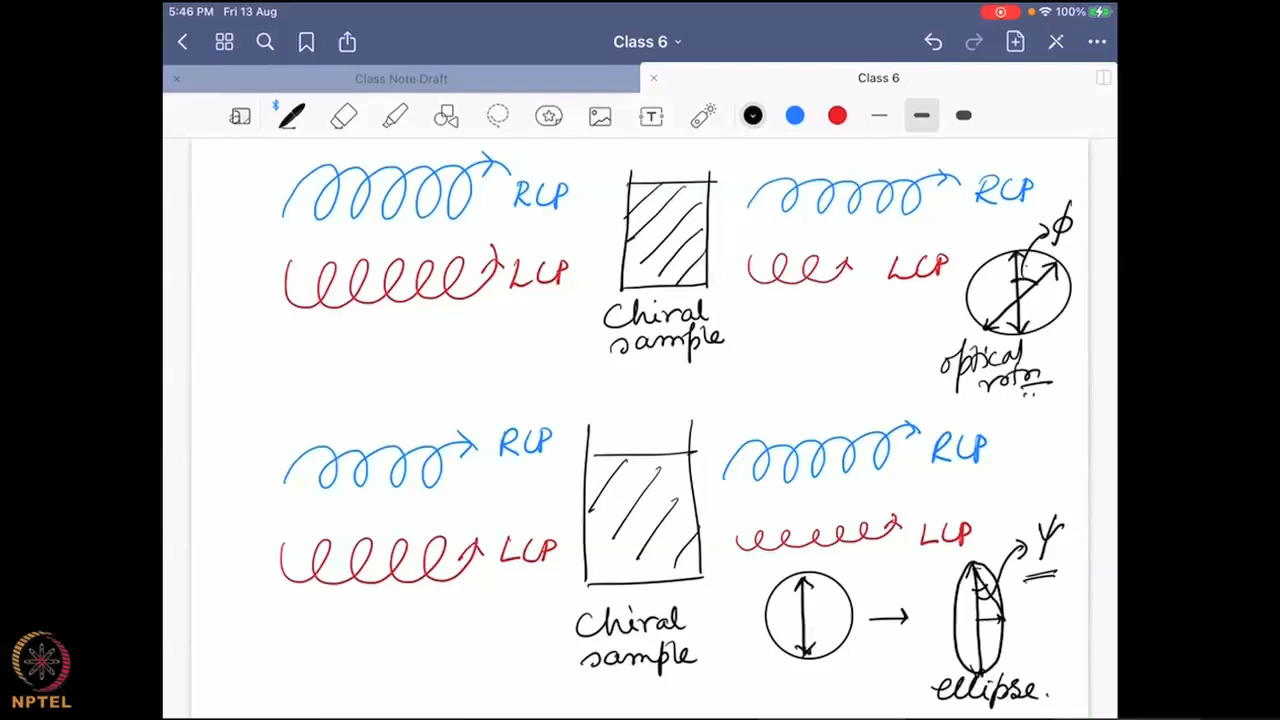 5:46 PM Fri 13 Aug
100%
Class 6
Class Note Draft
Class 6
T
RCP
RCP
LCP
LCP
ϕ
Chiral
sample
optical
rotn
RCP
RCP
LCP
LCP
ψ
Chiral
sample
ellipse.
NPTEL